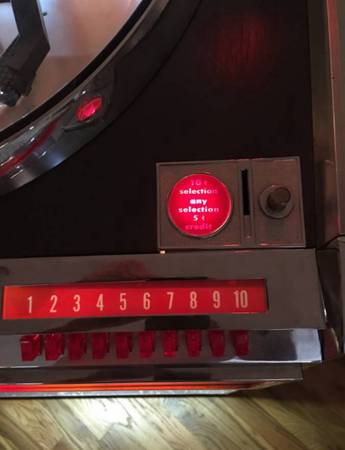 10¢
selection
any
selection
5 ¢
credit
1 2 3 4 5 6 7 8 9 10